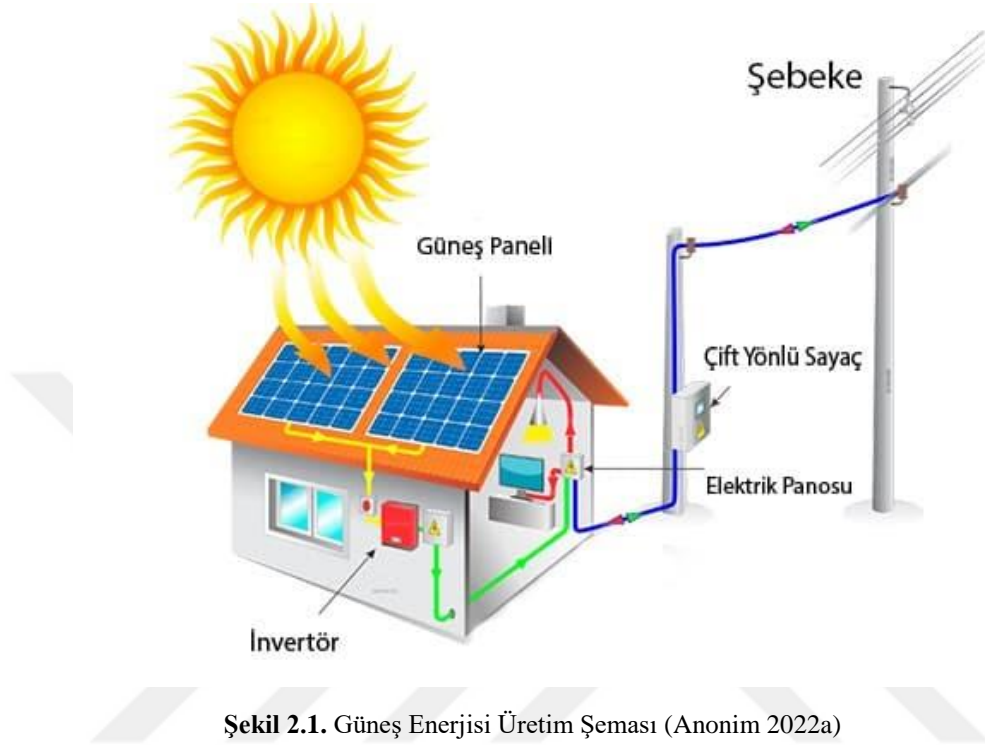 Şebeke
Güneş Paneli
Çift Yönlü Sayaç
Elektrik Panosu
İnvertör
Şekil 2.1. Güneş Enerjisi Üretim Şeması (Anonim 2022a)